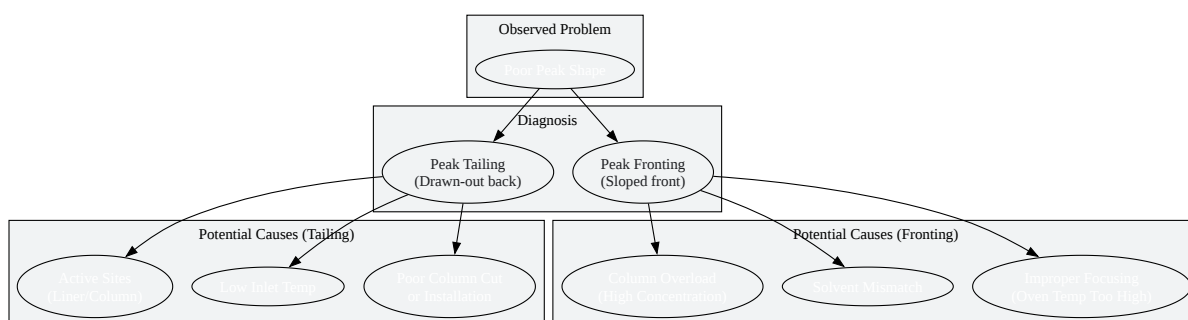 Observed Problem
Poor Peak Shape
Diagnosis
Peak Tailing
(Drawn-out back)
Peak Fronting
(Sloped front)
Potential Causes (Tailing)
Active Sites
(Liner/Column)
Low Inlet Temp
Poor Column Cut
or Installation
Potential Causes (Fronting)
Column Overload
(High Concentration)
Solvent Mismatch
Improper Focusing
(Oven Temp Too High)